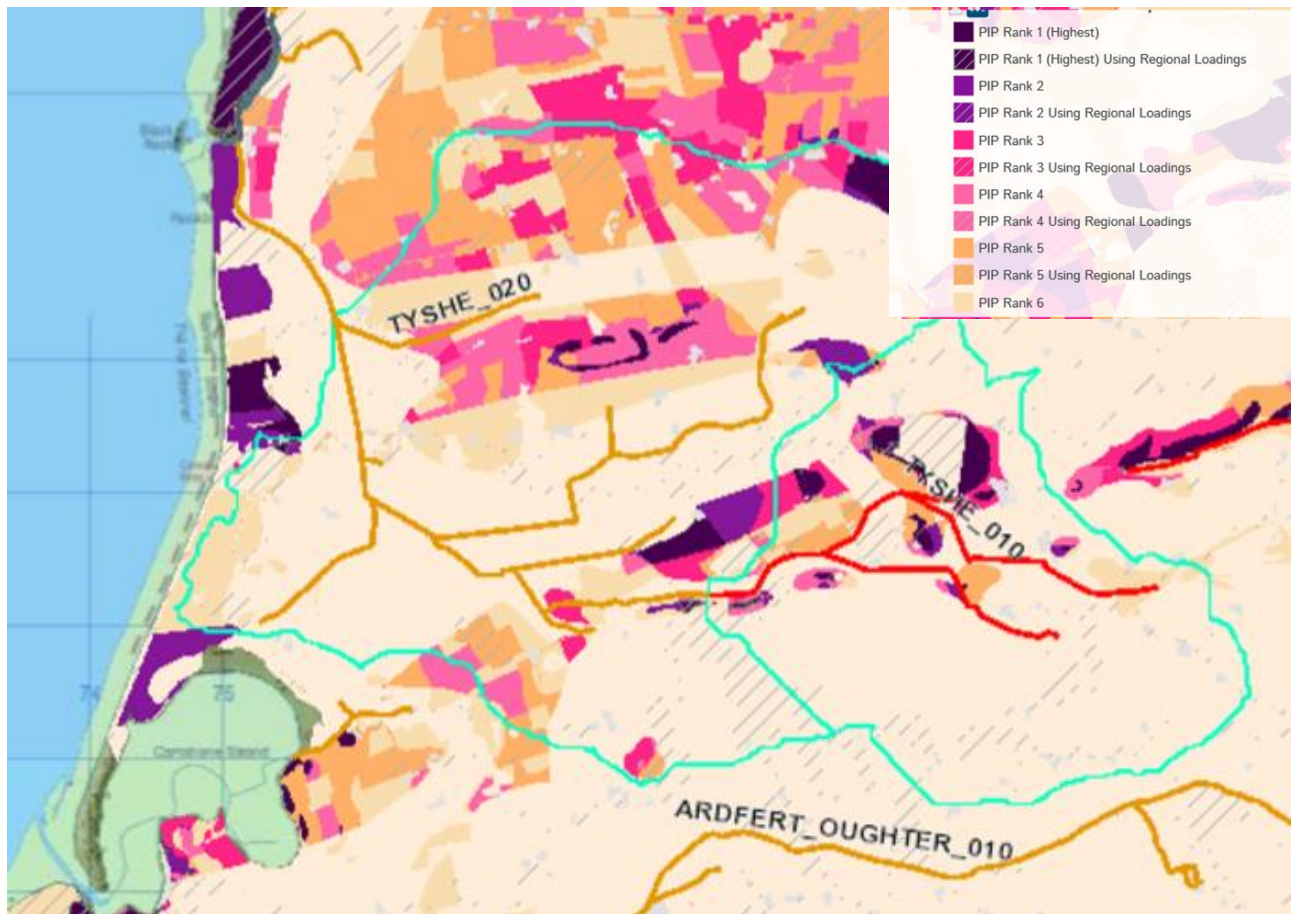 PIP Rank 1 (Highest)
PIP Rank 1 (Highest) Using Regional Loadings
PIP Rank 2
PIP Rank 2 Using Regional Loadings
PIP Rank 3
PIP Rank 3 Using Regional Loadings
PIP Rank 4
PIP Rank 4 Using Regional Loadings
PIP Rank 5
PIP Rank 5 Using Regional Loadings
PIP Rank 6
TYSHE_020
TYSHE_010
74
75
Strand
ARDFERT_OUGHTER_010